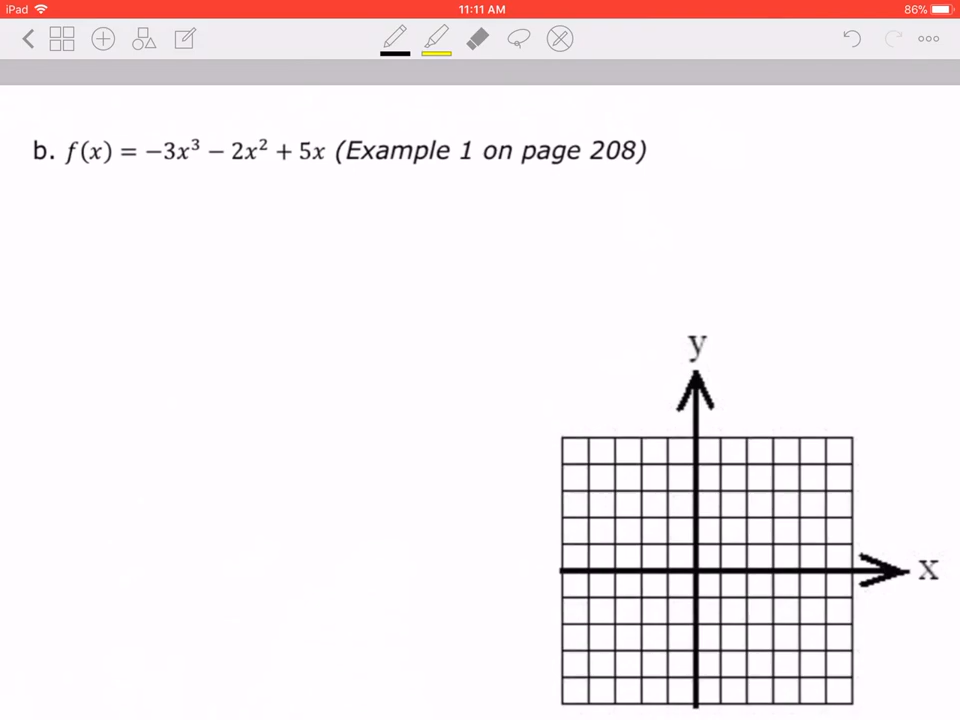 iPad 11:11 AM 86%
b. f(x) = −3x³ − 2x² + 5x (Example 1 on page 208)
y
x